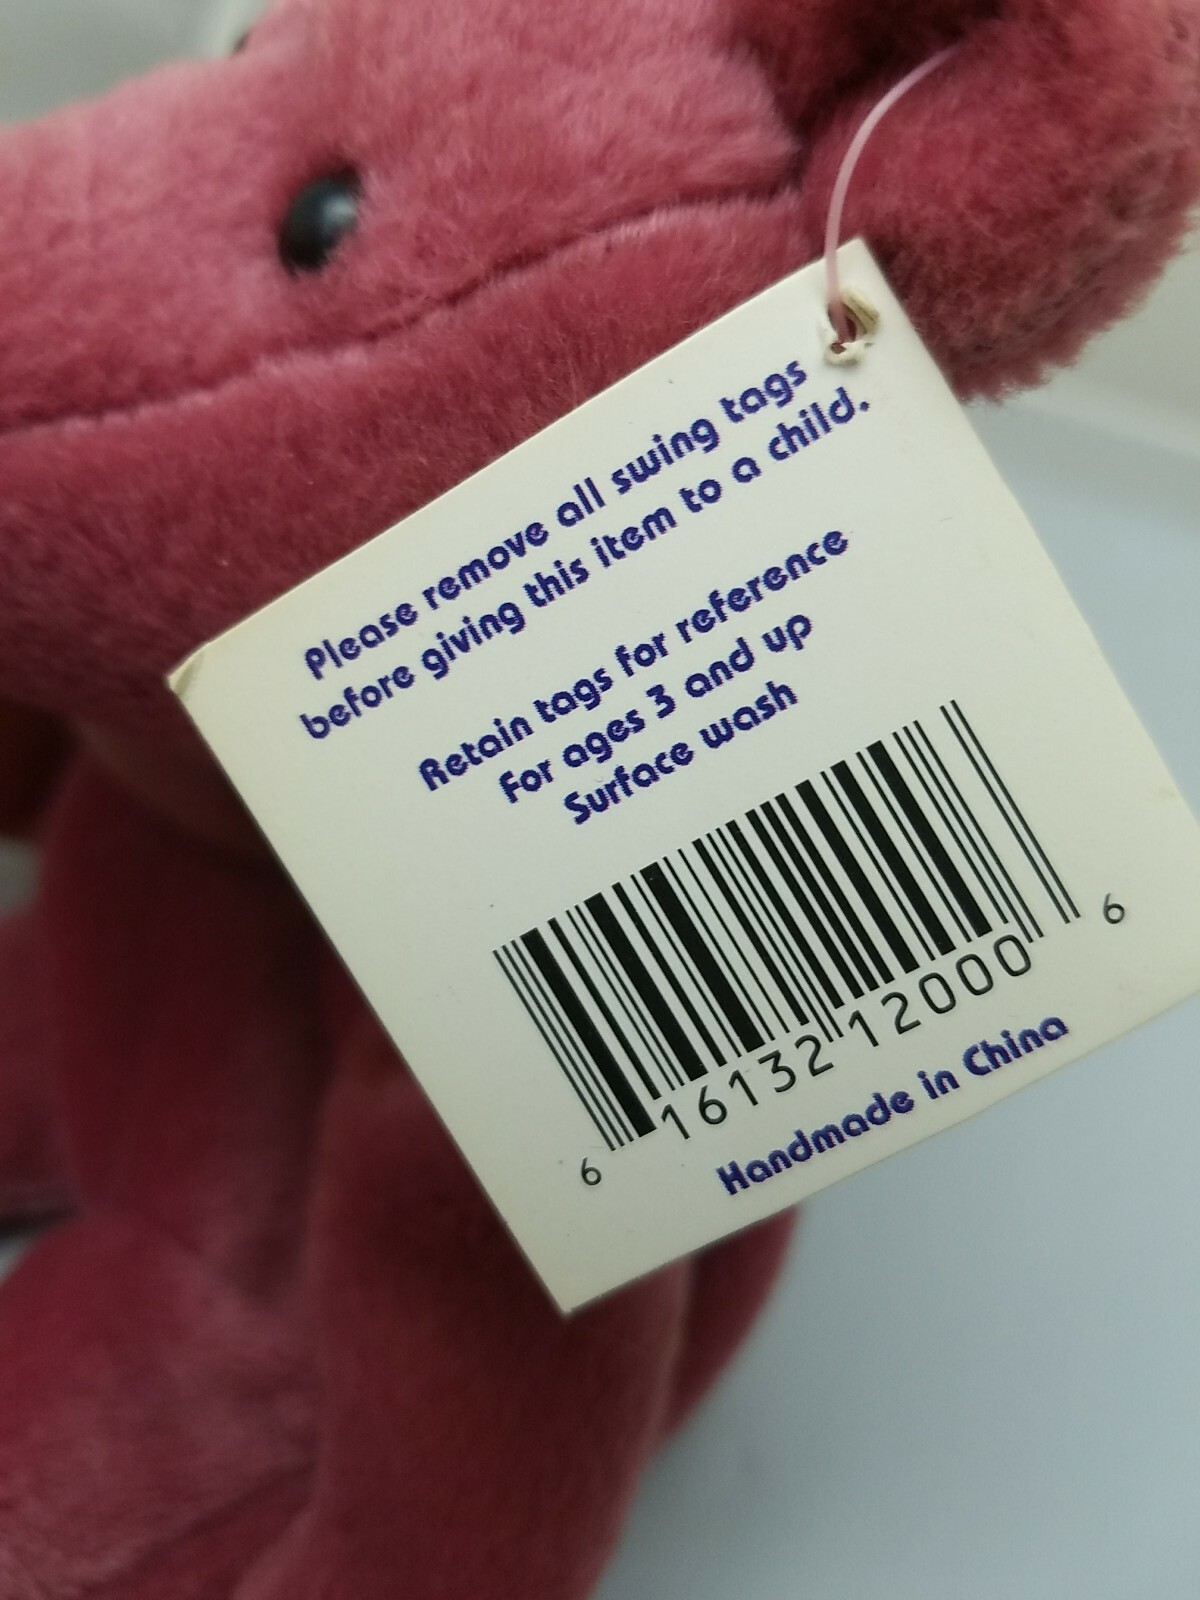 Please remove all swing tags
before giving this item to a child.
Retain tags for reference
For ages 3 and up
Surface wash
6 16132 12000 6
Handmade in China